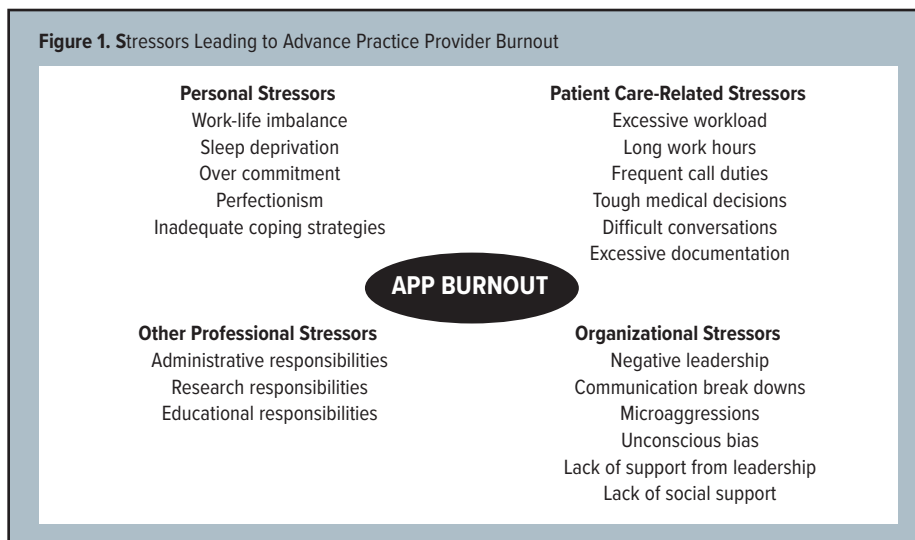 Figure 1. Stressors Leading to Advance Practice Provider Burnout
Personal Stressors
Work-life imbalance
Sleep deprivation
Over commitment
Perfectionism
Inadequate coping strategies
Patient Care-Related Stressors
Excessive workload
Long work hours
Frequent call duties
Tough medical decisions
Difficult conversations
Excessive documentation
APP BURNOUT
Other Professional Stressors
Administrative responsibilities
Research responsibilities
Educational responsibilities
Organizational Stressors
Negative leadership
Communication break downs
Microaggressions
Unconscious bias
Lack of support from leadership
Lack of social support